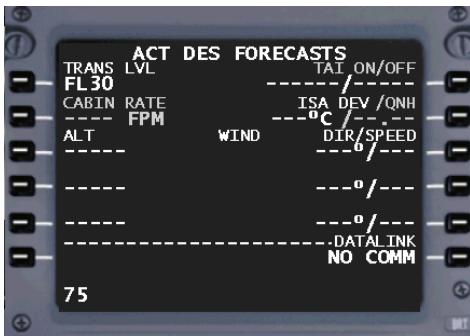 ACT DES FORECASTS
TRANS LVL TAI ON/OFF
FL30 ------/-----
CABIN RATE ISA DEV /QNH
---- FPM ---°C /--.--
ALT WIND DIR/SPEED
----- ---°/---
----- ---°/---
----- ---°/---
------------------------DATALINK
NO COMM
75